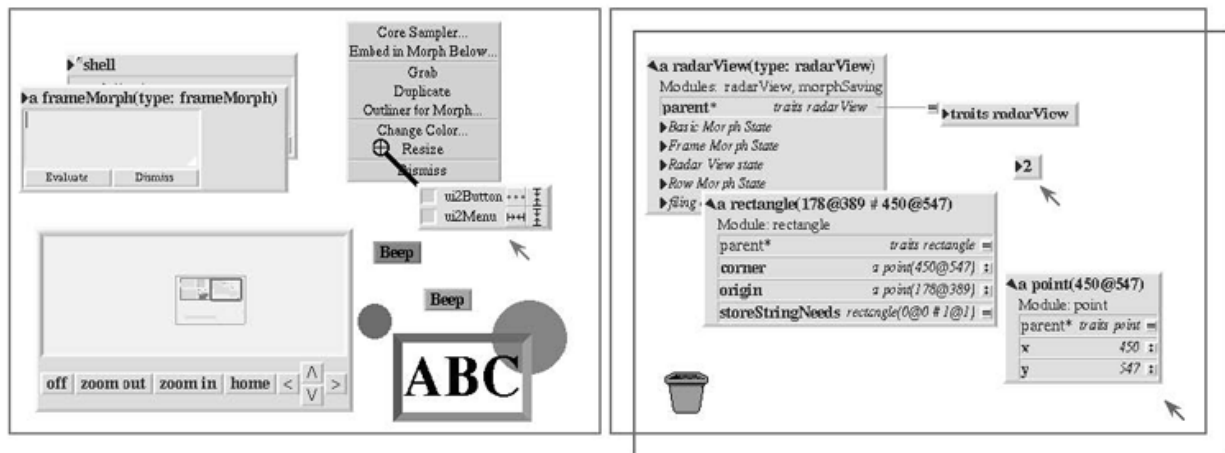 Core Sampler...
Embed in Morph Below...
Grab
Duplicate
Outliner for Morph...
Change Color...
Resize
Dismiss
shell
a frameMorph(type: frameMorph)
Evaluate Dismiss
ui2Button
ui2Menu
Beep
Beep
ABC
off zoom out zoom in home < Λ V >
a radarView(type: radarView)
Modules: radarView, morphSaving
parent* traits radarView
Basic Morph State
Frame Morph State
Radar View state
Row Morph State
filing
traits radarView
2
a rectangle(178@389 # 450@547)
Module: rectangle
parent* traits rectangle =
corner a point(450@547) :
origin a point(178@389) :
storeStringNeeds rectangle(0@0 # 1@1) =
a point(450@547)
Module: point
parent* traits point =
x 450 :
y 547 :